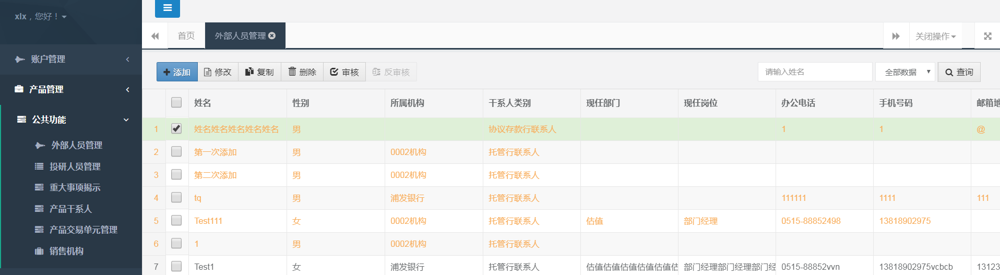 xlx，您好！
首页
外部人员管理
关闭操作
账户管理
产品管理
公共功能
外部人员管理
投研人员管理
重大事项揭示
产品干系人
产品交易单元管理
销售机构
添加 修改 复制 删除 审核 反审核
请输入姓名 全部数据 查询
姓名 性别 所属机构 干系人类别 现任部门 现任岗位 办公电话 手机号码 邮箱地
1 姓名姓名姓名姓名姓名 男 协议存款行联系人 1 1 @
2 第一次添加 男 0002机构 托管行联系人
3 第二次添加 男 0002机构 托管行联系人
4 tq 男 浦发银行 托管行联系人 111111 1111 111
5 Test111 女 0002机构 托管行联系人 估值 部门经理 0515-88852498 13818902975
6 1 男 0002机构 托管行联系人
7 Test1 女 浦发银行 托管行联系人 估值估值估值估值估值估 部门经理部门经理部门经 0515-88852vvn 13818902975vcbcb 13123